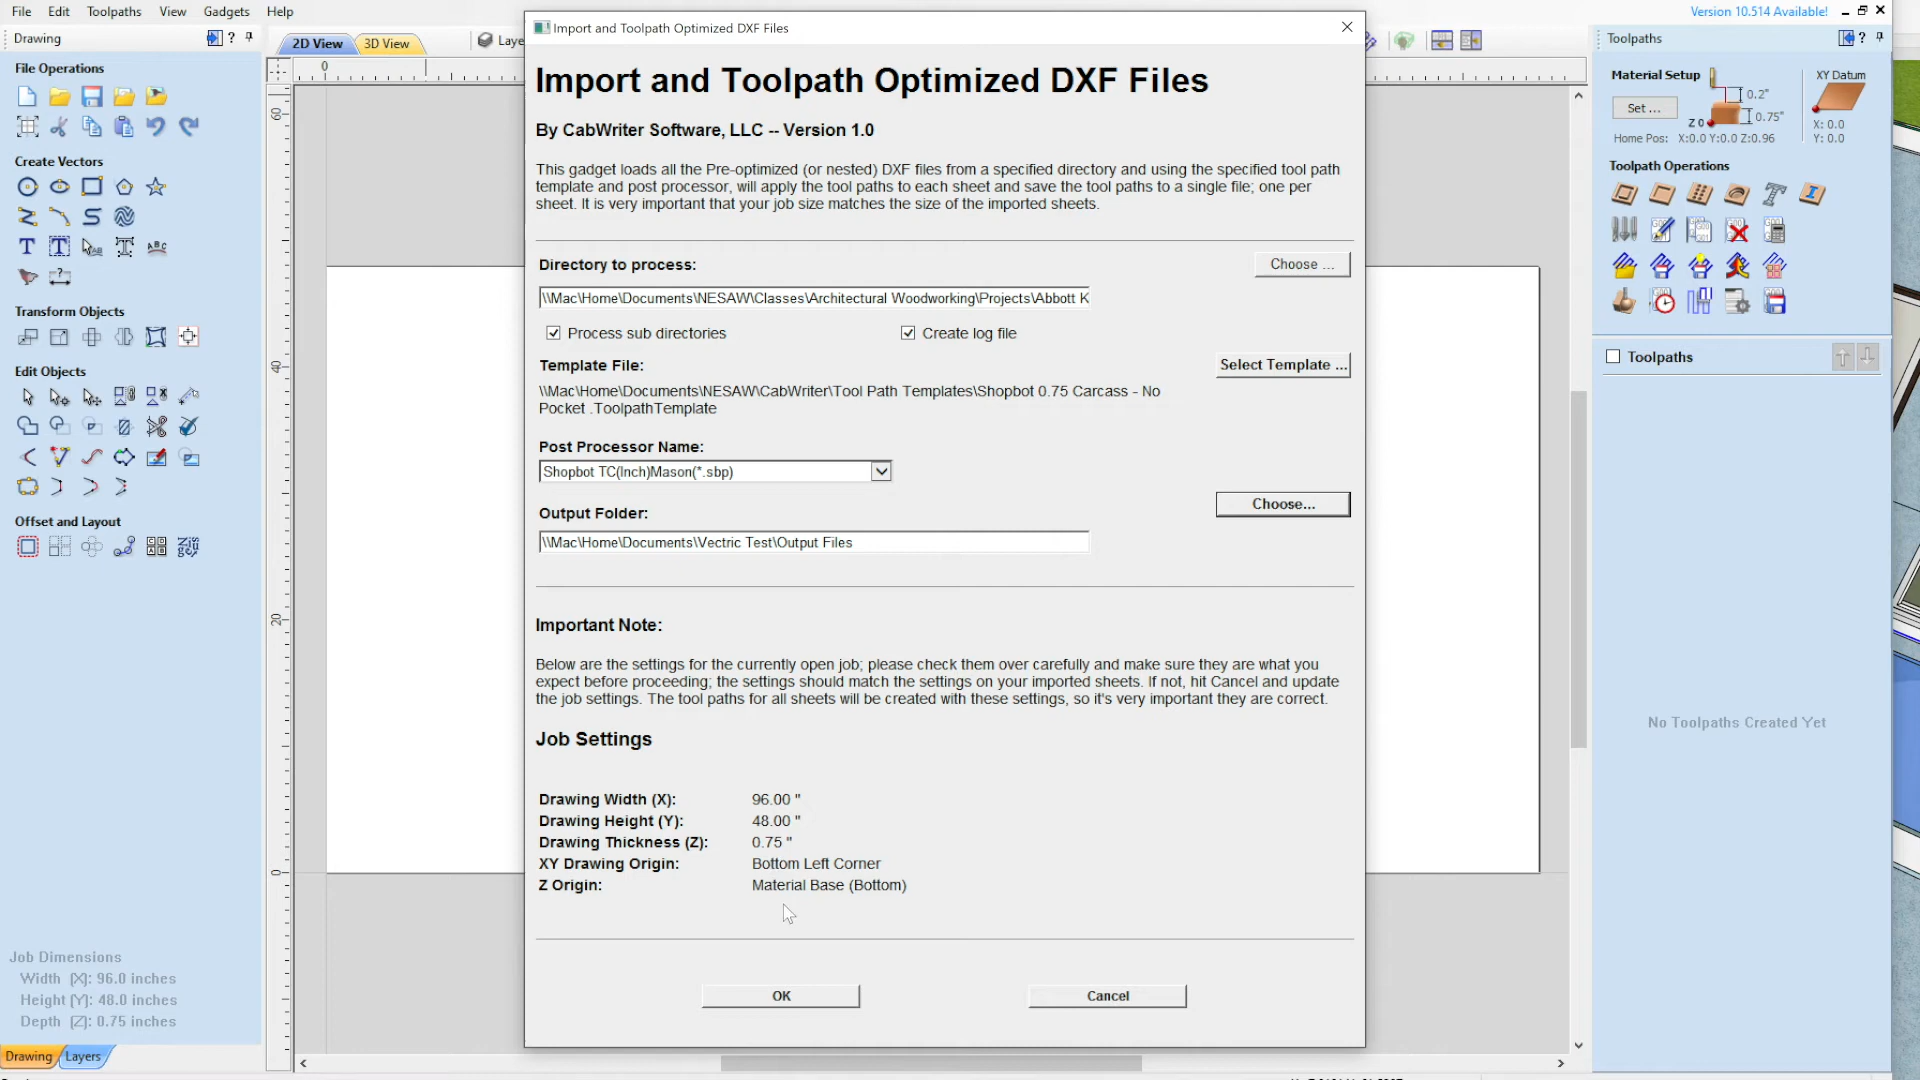 File Edit Toolpaths View Gadgets Help
Version 10.514 Available!
Drawing
?
2D View
3D View
Import and Toolpath Optimized DXF Files
Toolpaths
?
File Operations
Create Vectors
Transform Objects
Edit Objects
Offset and Layout
Job Dimensions
Width (X): 96.0 inches
Height (Y): 48.0 inches
Depth (Z): 0.75 inches
Drawing
Layers
0
60
40
20
0
Import and Toolpath Optimized DXF Files
By CabWriter Software, LLC -- Version 1.0
This gadget loads all the Pre-optimized (or nested) DXF files from a specified directory and using the specified tool path
template and post processor, will apply the tool paths to each sheet and save the tool paths to a single file; one per
sheet. It is very important that your job size matches the size of the imported sheets.
Directory to process:
Choose ...
\\Mac\Home\Documents\NESAW\Classes\Architectural Woodworking\Projects\Abbott K
Process sub directories
Create log file
Template File:
Select Template ...
\\Mac\Home\Documents\NESAW\CabWriter\Tool Path Templates\Shopbot 0.75 Carcass - No
Pocket .ToolpathTemplate
Post Processor Name:
Shopbot TC(Inch)Mason(*.sbp)
Choose...
Output Folder:
\\Mac\Home\Documents\Vectric Test\Output Files
Important Note:
Below are the settings for the currently open job; please check them over carefully and make sure they are what you
expect before proceeding; the settings should match the settings on your imported sheets. If not, hit Cancel and update
the job settings. The tool paths for all sheets will be created with these settings, so it's very important they are correct.
Job Settings
Drawing Width (X): 96.00 "
Drawing Height (Y): 48.00 "
Drawing Thickness (Z): 0.75 "
XY Drawing Origin: Bottom Left Corner
Z Origin: Material Base (Bottom)
OK
Cancel
Material Setup
XY Datum
Set ...
0.2"
0.75"
Z 0
X: 0.0
Y: 0.0
Home Pos: X:0.0 Y:0.0 Z:0.96
Toolpath Operations
Toolpaths
No Toolpaths Created Yet